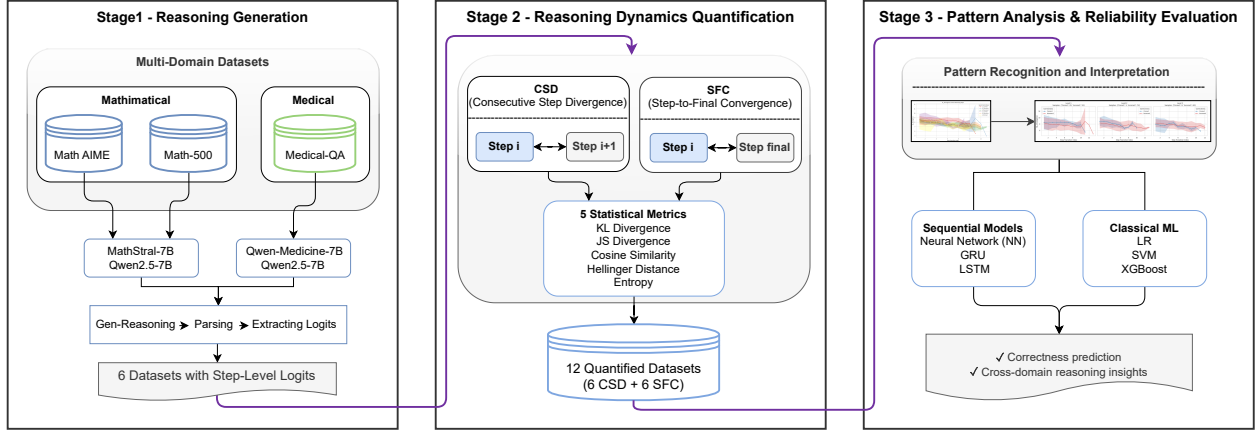 Stage1 - Reasoning Generation
Multi-Domain Datasets
Mathimatical
Math AIME
Math-500
Medical
Medical-QA
MathStral-7B
Qwen2.5-7B
Qwen-Medicine-7B
Qwen2.5-7B
Gen-Reasoning
Parsing
Extracting Logits
6 Datasets with Step-Level Logits
Stage 2 - Reasoning Dynamics Quantification
CSD
(Consecutive Step Divergence)
Step i
Step i+1
SFC
(Step-to-Final Convergence)
Step i
Step final
5 Statistical Metrics
KL Divergence
JS Divergence
Cosine Similarity
Hellinger Distance
Entropy
12 Quantified Datasets
(6 CSD + 6 SFC)
Stage 3 - Pattern Analysis & Reliability Evaluation
Pattern Recognition and Interpretation
Sequential Models
Neural Network (NN)
GRU
LSTM
Classical ML
LR
SVM
XGBoost
✓ Correctness prediction
✓ Cross-domain reasoning insights